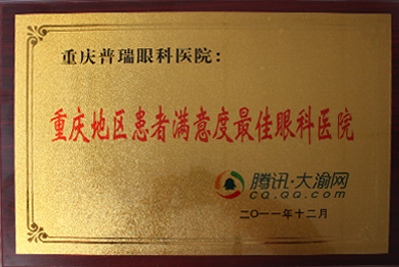 重庆普瑞眼科医院：
重庆地区患者满意度最佳眼科医院
腾讯·大渝网
cq.qq.com
二〇一一年十二月